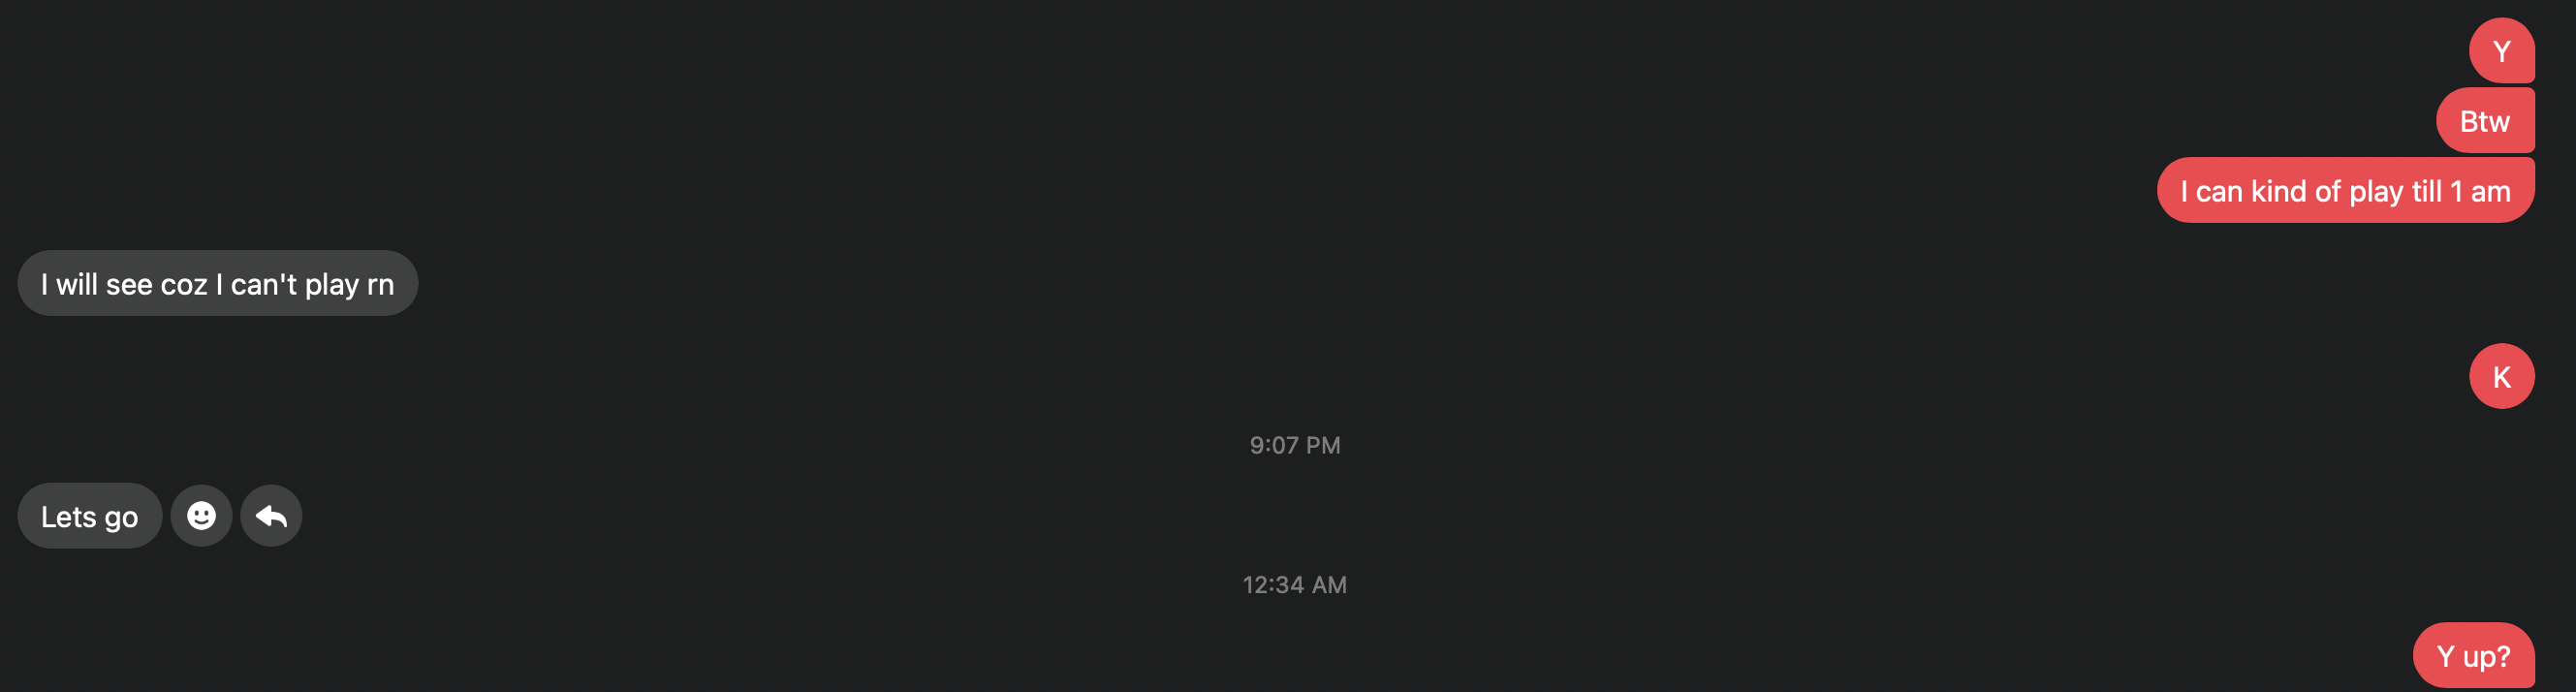 Y
Btw
I can kind of play till 1 am
I will see coz I can't play rn
K
9:07 PM
Lets go
12:34 AM
Y up?